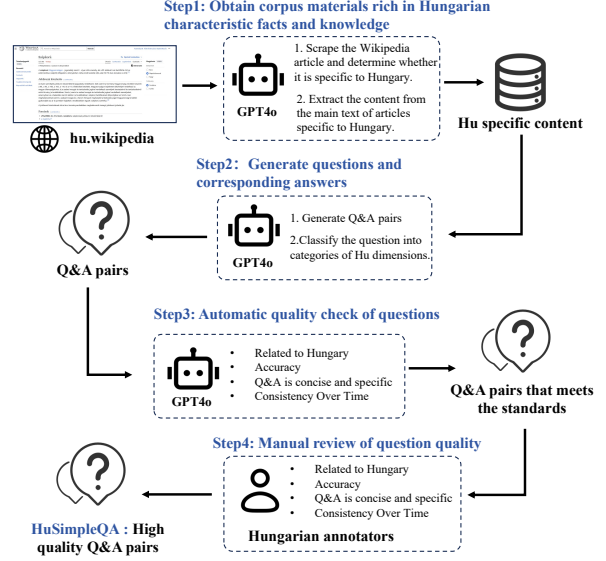 Step1: Obtain corpus materials rich in Hungarian
characteristic facts and knowledge
hu.wikipedia
GPT4o
1. Scrape the Wikipedia
article and determine whether
it is specific to Hungary.
2. Extract the content from
the main text of articles
specific to Hungary.
Hu specific content
Step2: Generate questions and
corresponding answers
Q&A pairs
GPT4o
1. Generate Q&A pairs
2.Classify the question into
categories of Hu dimensions.
Step3: Automatic quality check of questions
GPT4o
• Related to Hungary
• Accuracy
• Q&A is concise and specific
• Consistency Over Time
Q&A pairs that meets
the standards
Step4: Manual review of question quality
HuSimpleQA : High
quality Q&A pairs
• Related to Hungary
• Accuracy
• Q&A is concise and specific
• Consistency Over Time
Hungarian annotators